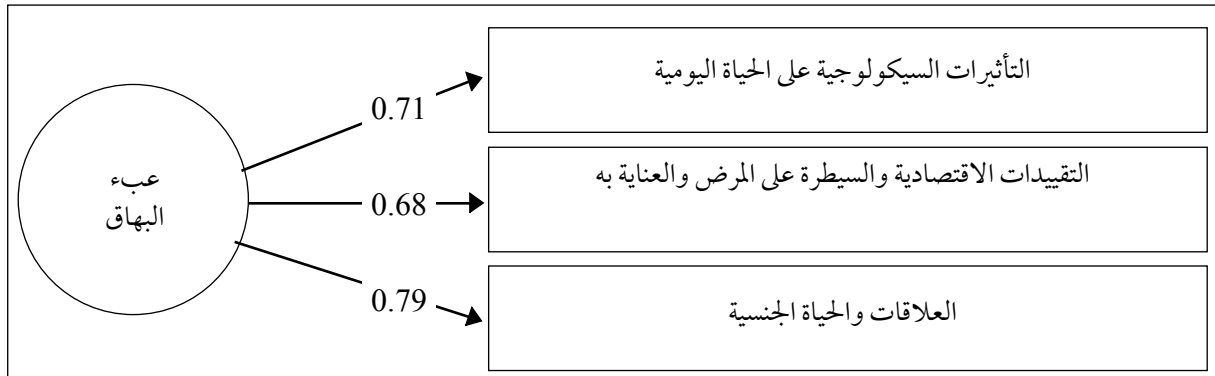 التأثيرات السيكولوجية على الحياة اليومية
0.71
عبء
البهاق
التقييدات الاقتصادية والسيطرة على المرض والعناية به
0.68
0.79
العلاقات والحياة الجنسية